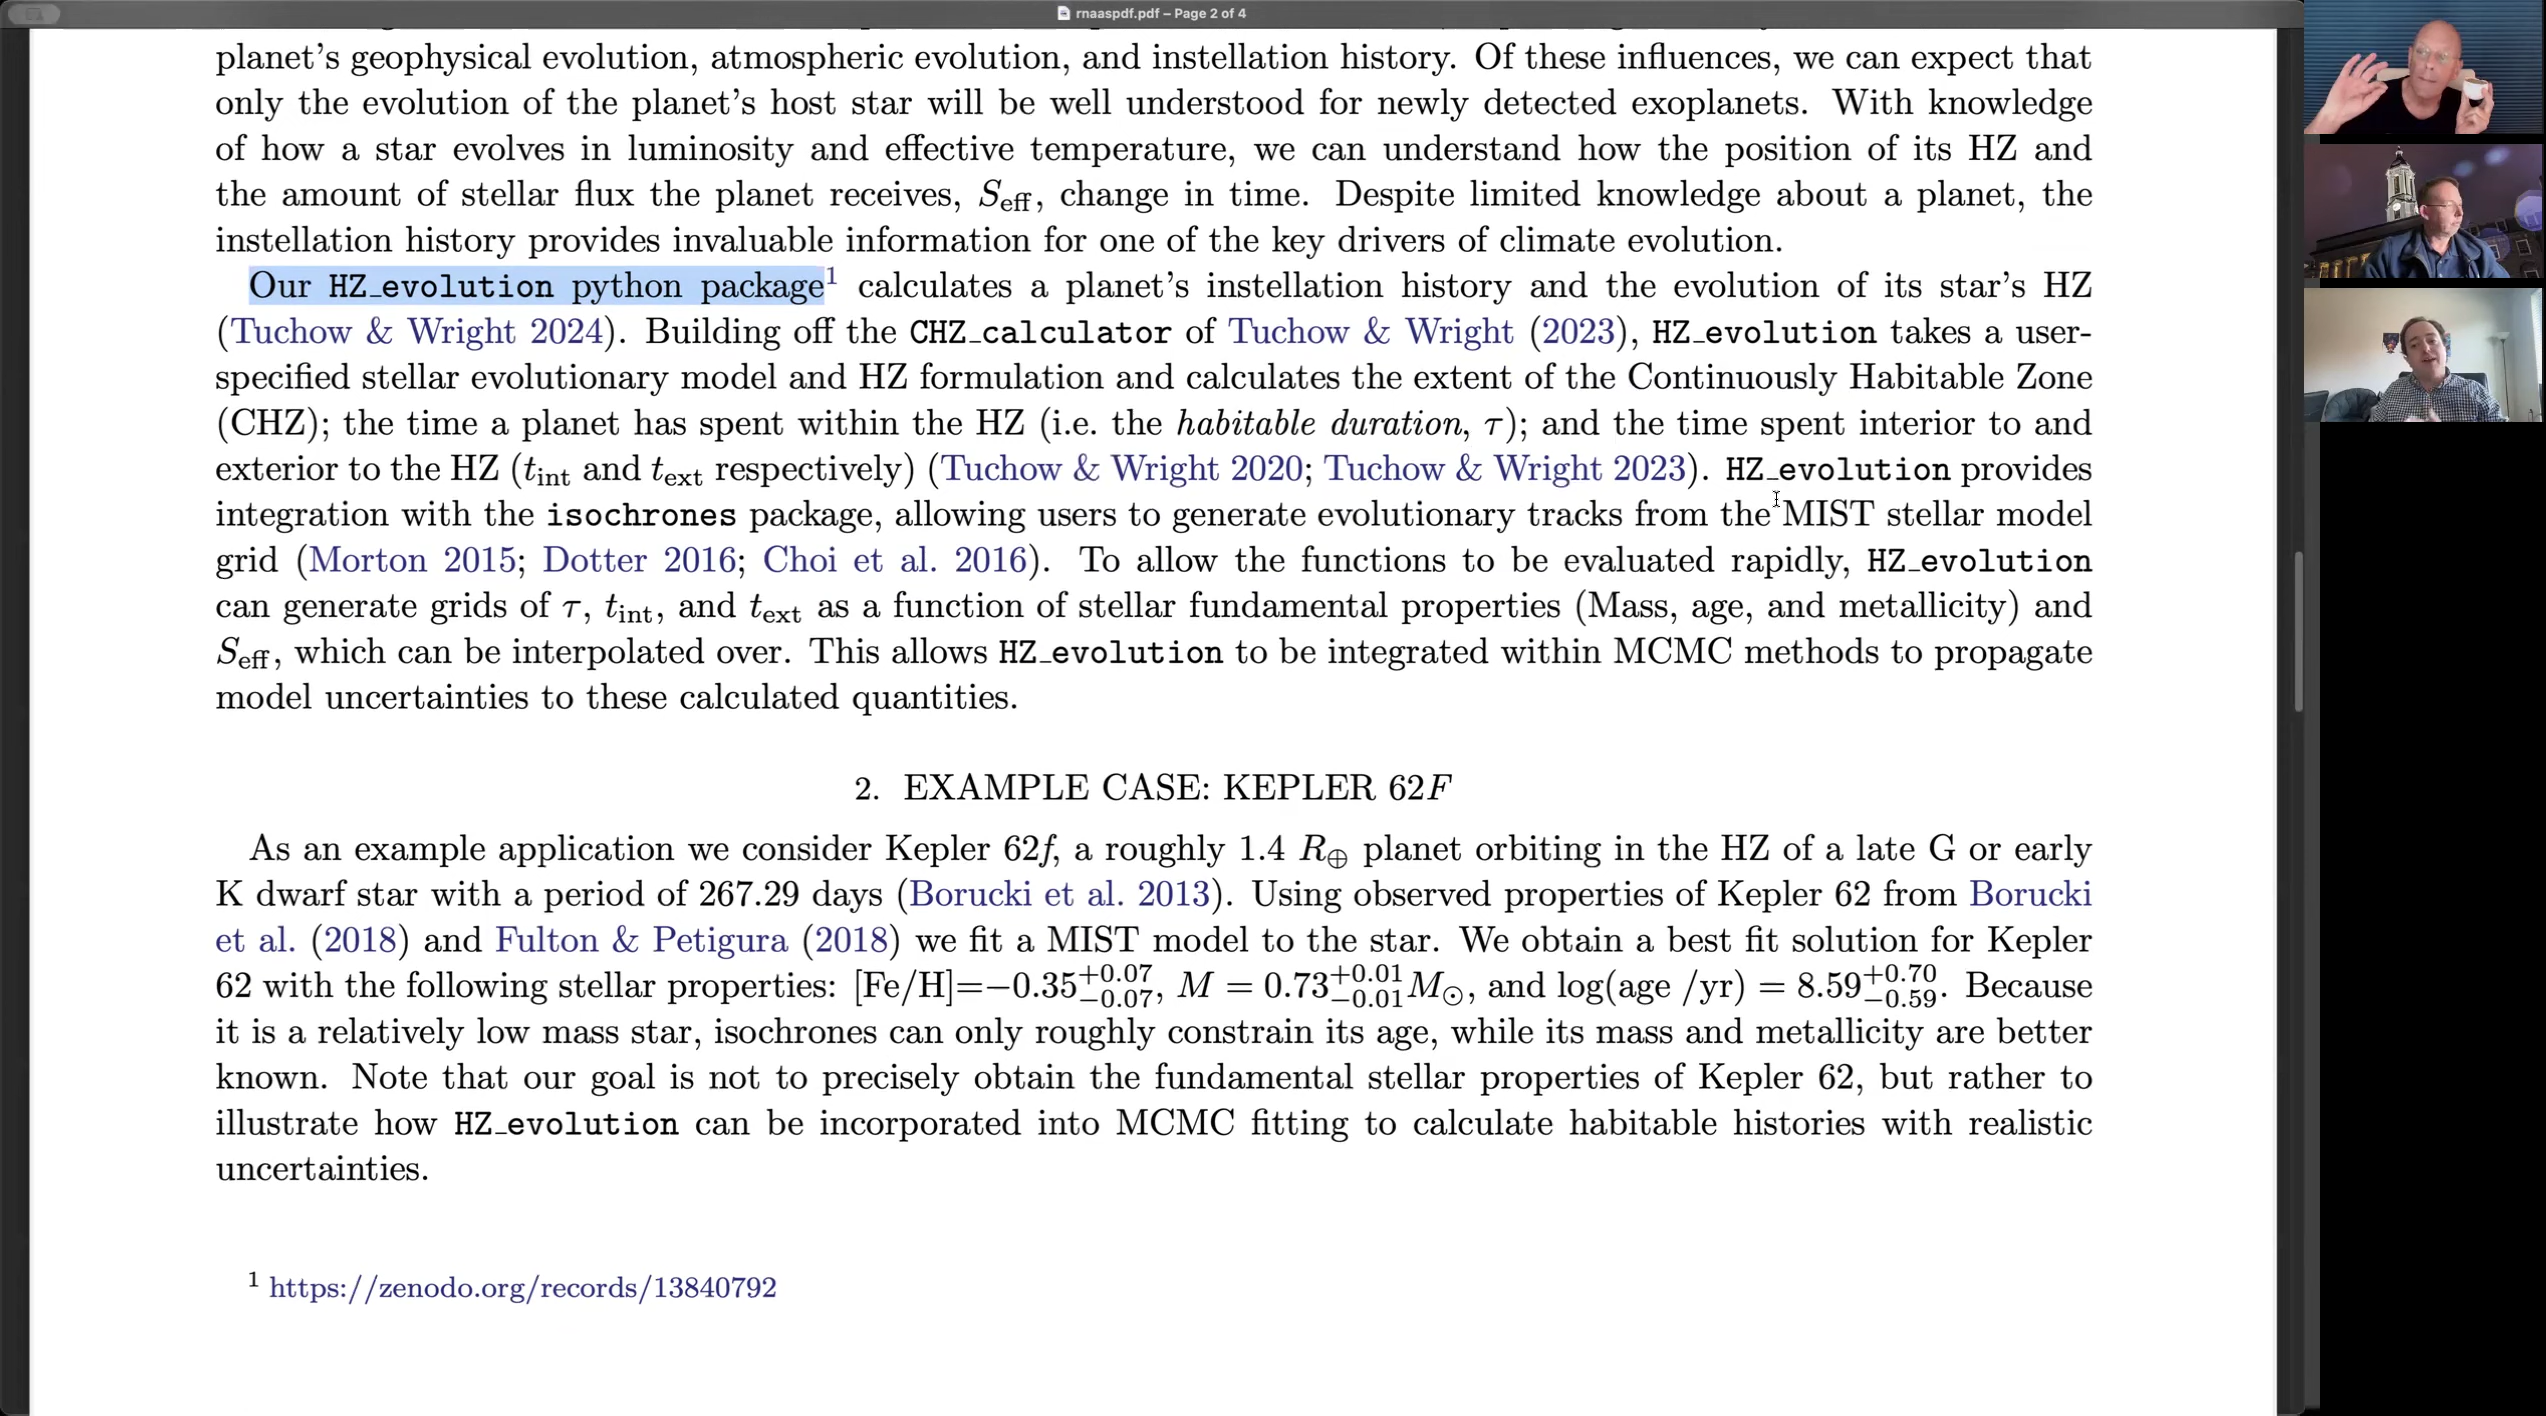 rnaaspdf.pdf – Page 2 of 4
planet's geophysical evolution, atmospheric evolution, and instellation history. Of these influences, we can expect that
only the evolution of the planet's host star will be well understood for newly detected exoplanets. With knowledge
of how a star evolves in luminosity and effective temperature, we can understand how the position of its HZ and
the amount of stellar flux the planet receives, S_eff, change in time. Despite limited knowledge about a planet, the
instellation history provides invaluable information for one of the key drivers of climate evolution.
Our HZ_evolution python package¹ calculates a planet's instellation history and the evolution of its star's HZ
(Tuchow & Wright 2024). Building off the CHZ_calculator of Tuchow & Wright (2023), HZ_evolution takes a user-
specified stellar evolutionary model and HZ formulation and calculates the extent of the Continuously Habitable Zone
(CHZ); the time a planet has spent within the HZ (i.e. the habitable duration, τ); and the time spent interior to and
exterior to the HZ (t_int and t_ext respectively) (Tuchow & Wright 2020; Tuchow & Wright 2023). HZ_evolution provides
integration with the isochrones package, allowing users to generate evolutionary tracks from the MIST stellar model
grid (Morton 2015; Dotter 2016; Choi et al. 2016). To allow the functions to be evaluated rapidly, HZ_evolution
can generate grids of τ, t_int, and t_ext as a function of stellar fundamental properties (Mass, age, and metallicity) and
S_eff, which can be interpolated over. This allows HZ_evolution to be integrated within MCMC methods to propagate
model uncertainties to these calculated quantities.
2. EXAMPLE CASE: KEPLER 62F
As an example application we consider Kepler 62f, a roughly 1.4 R⊕ planet orbiting in the HZ of a late G or early
K dwarf star with a period of 267.29 days (Borucki et al. 2013). Using observed properties of Kepler 62 from Borucki
et al. (2018) and Fulton & Petigura (2018) we fit a MIST model to the star. We obtain a best fit solution for Kepler
62 with the following stellar properties: [Fe/H]=−0.35^{+0.07}_{−0.07}, M = 0.73^{+0.01}_{−0.01}M⊙, and log(age /yr) = 8.59^{+0.70}_{−0.59}. Because
it is a relatively low mass star, isochrones can only roughly constrain its age, while its mass and metallicity are better
known. Note that our goal is not to precisely obtain the fundamental stellar properties of Kepler 62, but rather to
illustrate how HZ_evolution can be incorporated into MCMC fitting to calculate habitable histories with realistic
uncertainties.
¹ https://zenodo.org/records/13840792